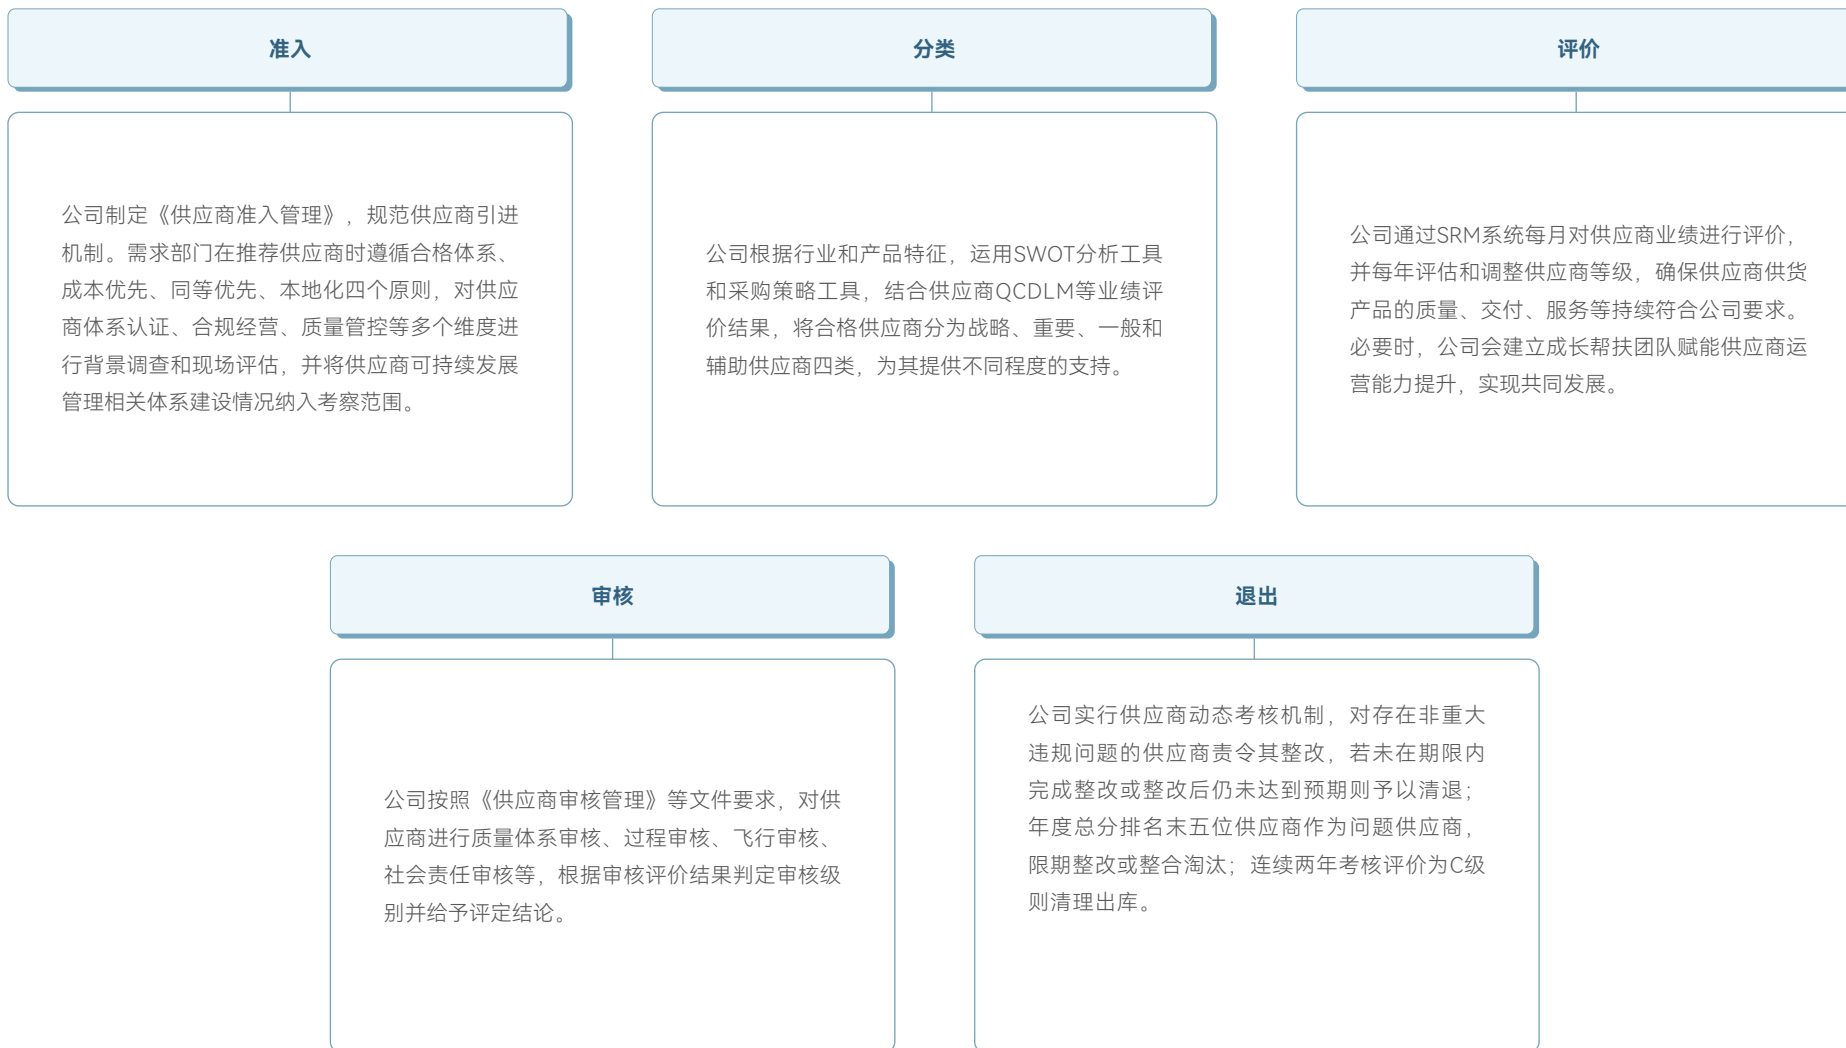 准入
公司制定《供应商准入管理》，规范供应商引进
机制。需求部门在推荐供应商时遵循合格体系、
成本优先、同等优先、本地化四个原则，对供应
商体系认证、合规经营、质量管控等多个维度进
行背景调查和现场评估，并将供应商可持续发展
管理相关体系建设情况纳入考察范围。
分类
公司根据行业和产品特征，运用SWOT分析工具
和采购策略工具，结合供应商QCDLM等业绩评
价结果，将合格供应商分为战略、重要、一般和
辅助供应商四类，为其提供不同程度的支持。
评价
公司通过SRM系统每月对供应商业绩进行评价，
并每年评估和调整供应商等级，确保供应商供货
产品的质量、交付、服务等持续符合公司要求。
必要时，公司会建立成长帮扶团队赋能供应商运
营能力提升，实现共同发展。
审核
公司按照《供应商审核管理》等文件要求，对供
应商进行质量体系审核、过程审核、飞行审核、
社会责任审核等，根据审核评价结果判定审核级
别并给予评定结论。
退出
公司实行供应商动态考核机制，对存在非重大
违规问题的供应商责令其整改，若未在期限内
完成整改或整改后仍未达到预期则予以清退；
年度总分排名末五位供应商作为问题供应商，
限期整改或整合淘汰；连续两年考核评价为C级
则清理出库。